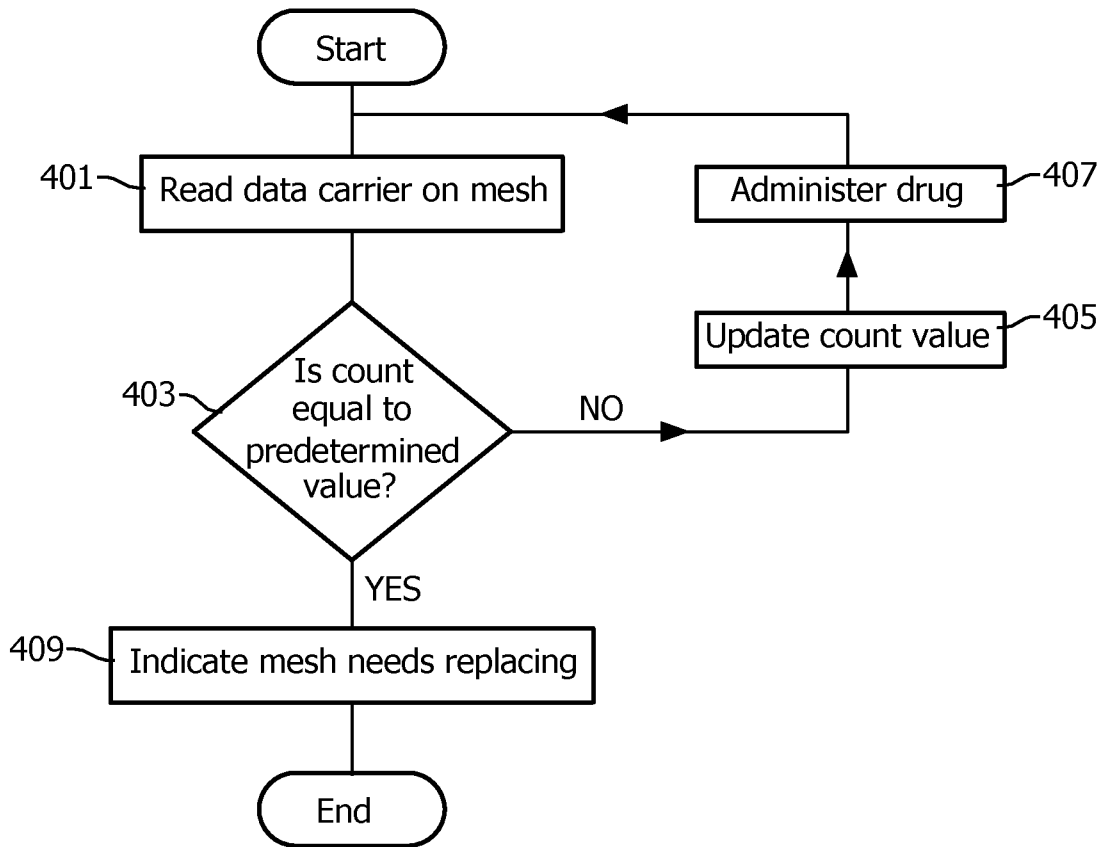 Start
401
Read data carrier on mesh
Administer drug
407
Update count value
405
403
Is count
equal to
predetermined
value?
NO
YES
409
Indicate mesh needs replacing
End